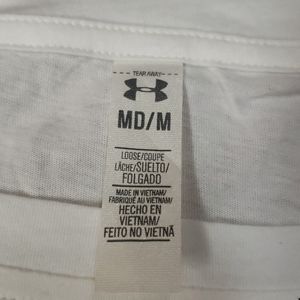 TEAR AWAY
MD/M
LOOSE/COUPE
LÂCHE/SUELTO/
FOLGADO
MADE IN VIETNAM/
FABRIQUÉ AU VIETNAM/
HECHO EN
VIETNAM/
FEITO NO VIETNÃ